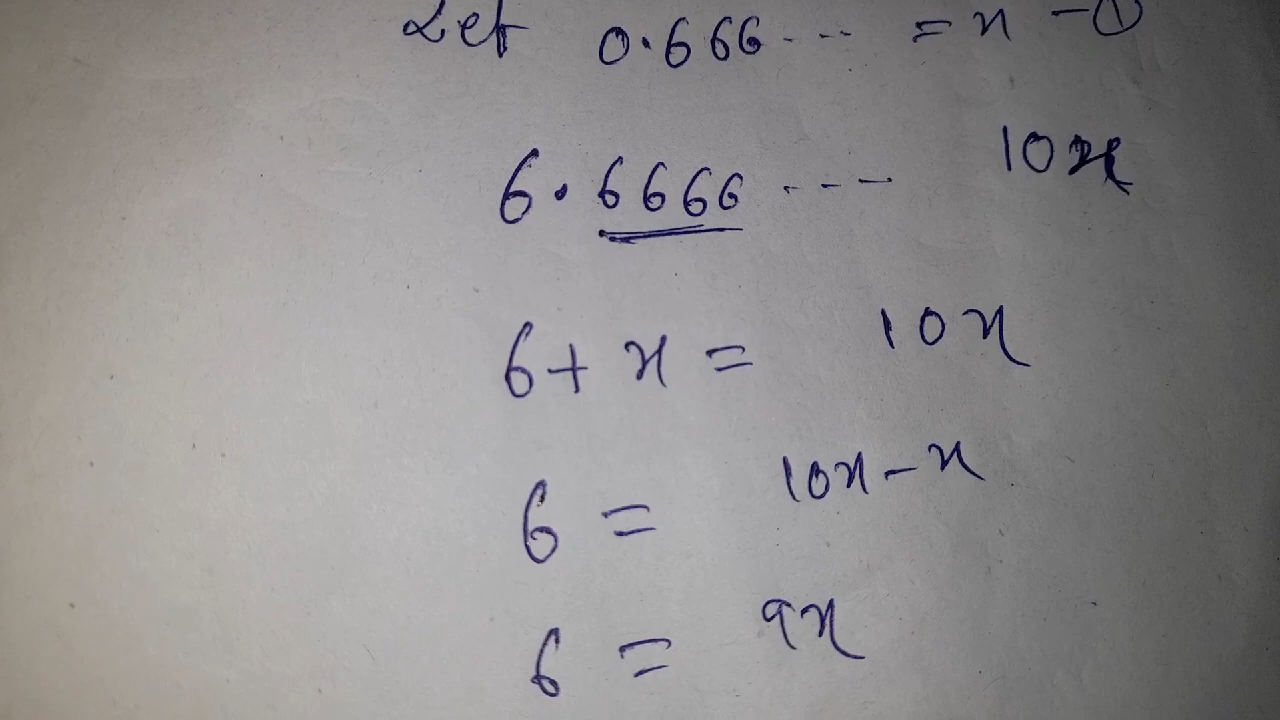 Let 0.666... = x - ①
6.6666 ---- 10x
6 + x = 10x
6 = 10x - x
6 = 9x